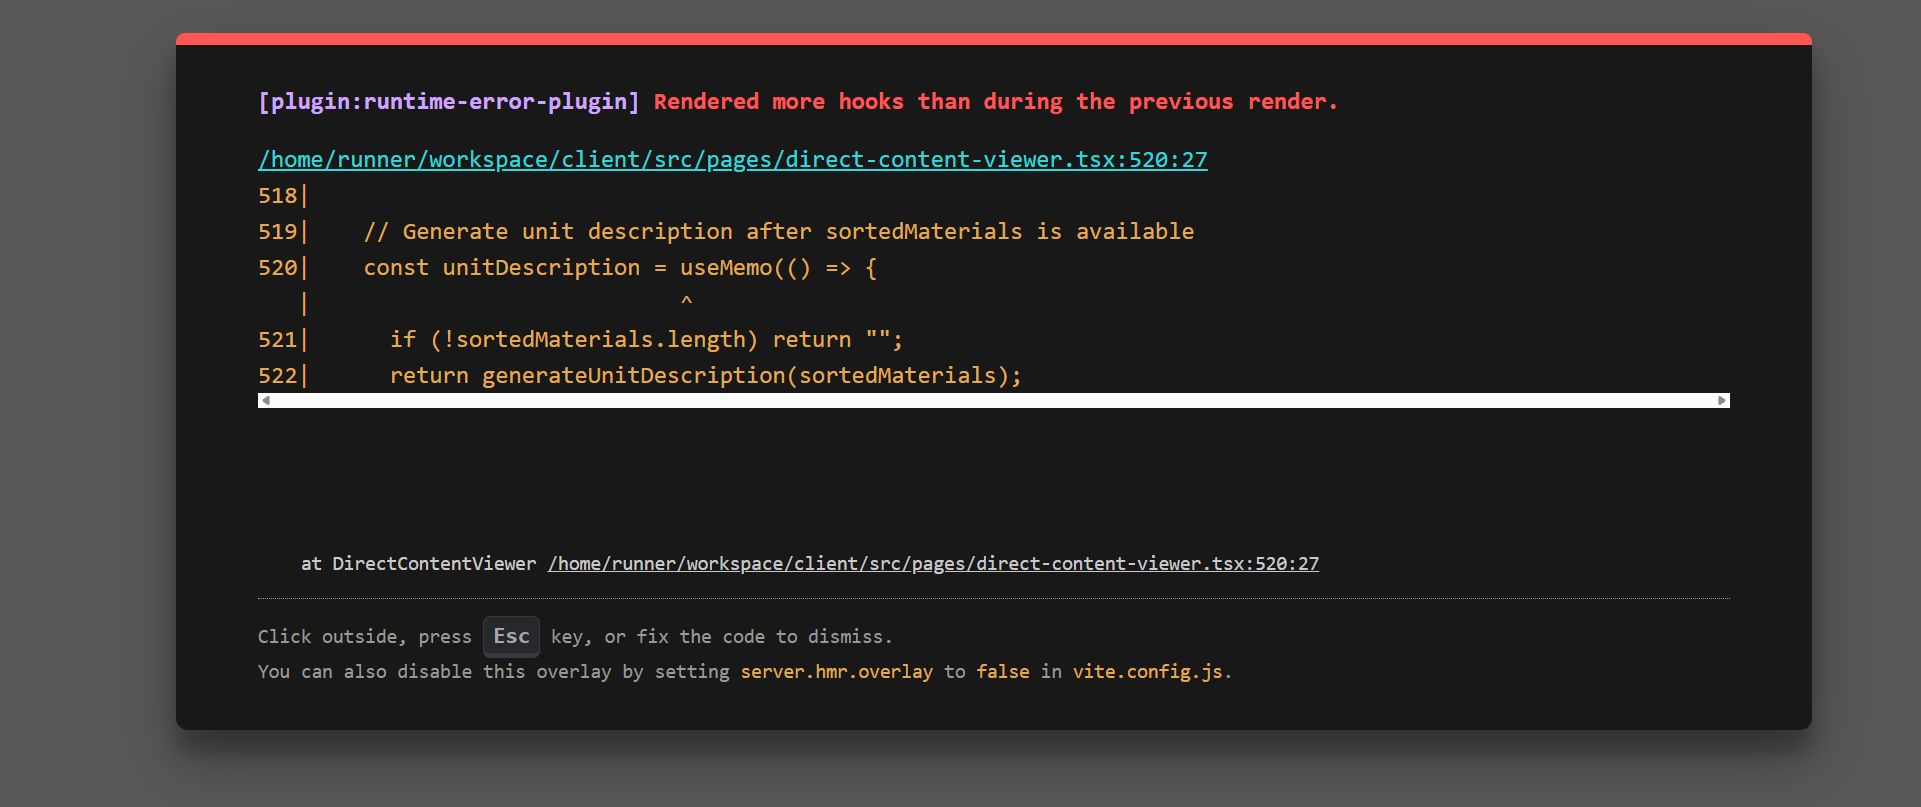 [plugin:runtime-error-plugin] Rendered more hooks than during the previous render.
/home/runner/workspace/client/src/pages/direct-content-viewer.tsx:520:27
518|
519|    // Generate unit description after sortedMaterials is available
520|    const unitDescription = useMemo(() => {
   |                            ^
521|      if (!sortedMaterials.length) return "";
522|      return generateUnitDescription(sortedMaterials);
at DirectContentViewer /home/runner/workspace/client/src/pages/direct-content-viewer.tsx:520:27
Click outside, press Esc key, or fix the code to dismiss.
You can also disable this overlay by setting server.hmr.overlay to false in vite.config.js.